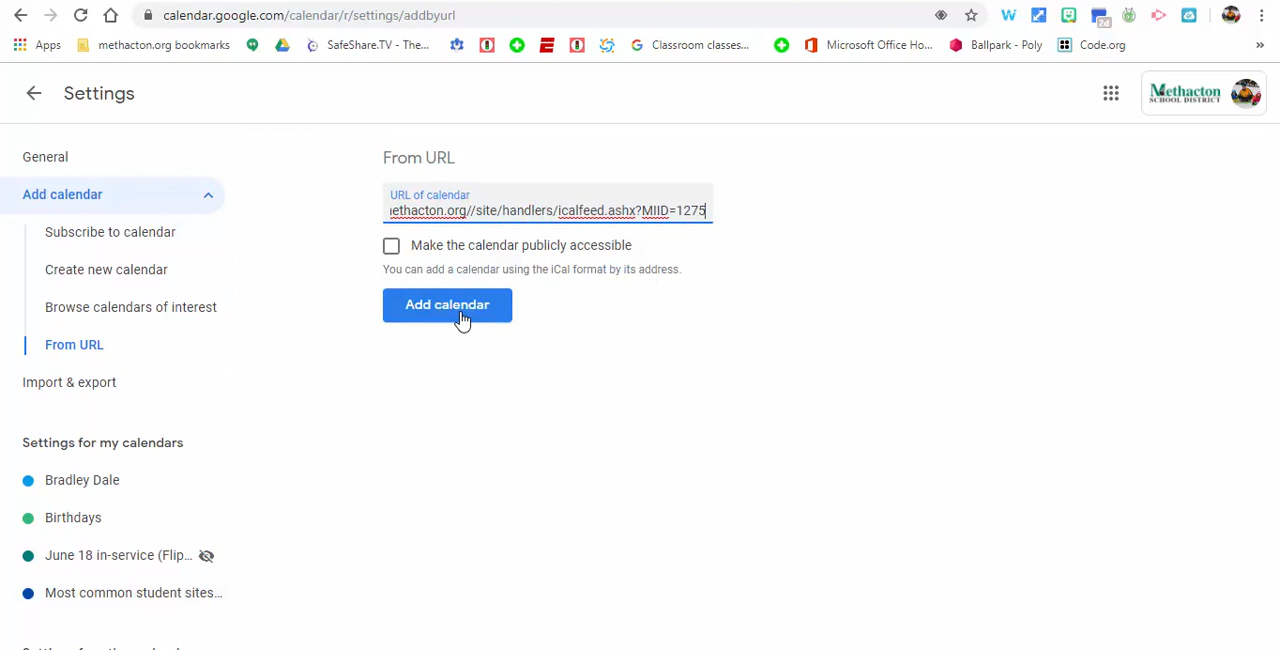 calendar.google.com/calendar/r/settings/addbyurl
Apps methacton.org bookmarks SafeShare.TV - The... Classroom classes... Microsoft Office Ho... Ballpark - Poly Code.org »
Settings
Methacton
SCHOOL DISTRICT
General
From URL
Add calendar
URL of calendar
ethacton.org//site/handlers/icalfeed.ashx?MIID=1275
Subscribe to calendar
Make the calendar publicly accessible
Create new calendar
You can add a calendar using the iCal format by its address.
Browse calendars of interest
Add calendar
From URL
Import & export
Settings for my calendars
Bradley Dale
Birthdays
June 18 in-service (Flip...
Most common student sites...